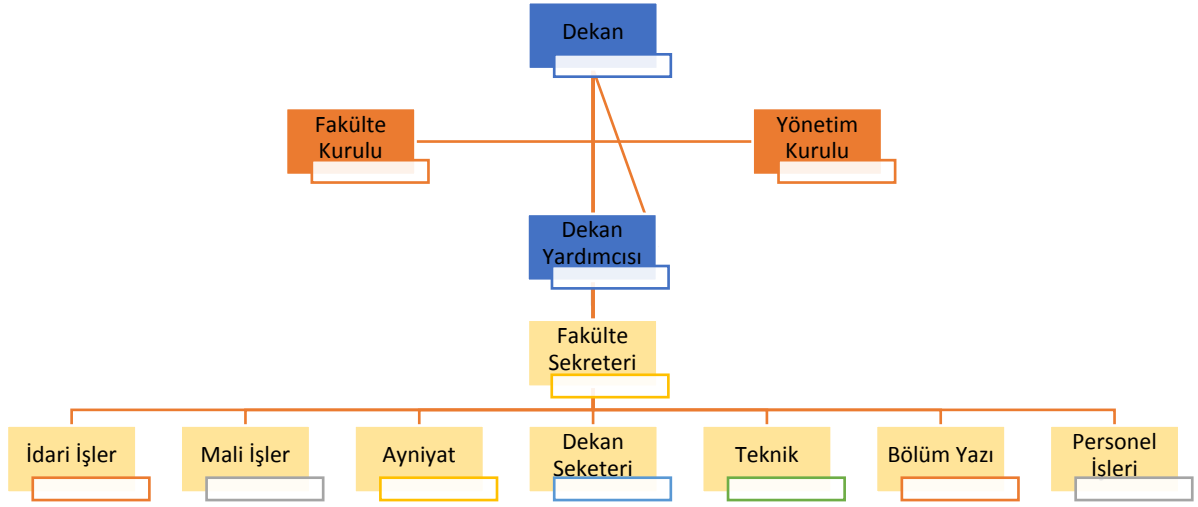 Dekan
Fakülte
Kurulu
Yönetim
Kurulu
Dekan
Yardımcısı
Fakülte
Sekreteri
İdari İşler
Mali İşler
Ayniyat
Dekan
Seketeri
Teknik
Bölüm Yazı
Personel
İşleri